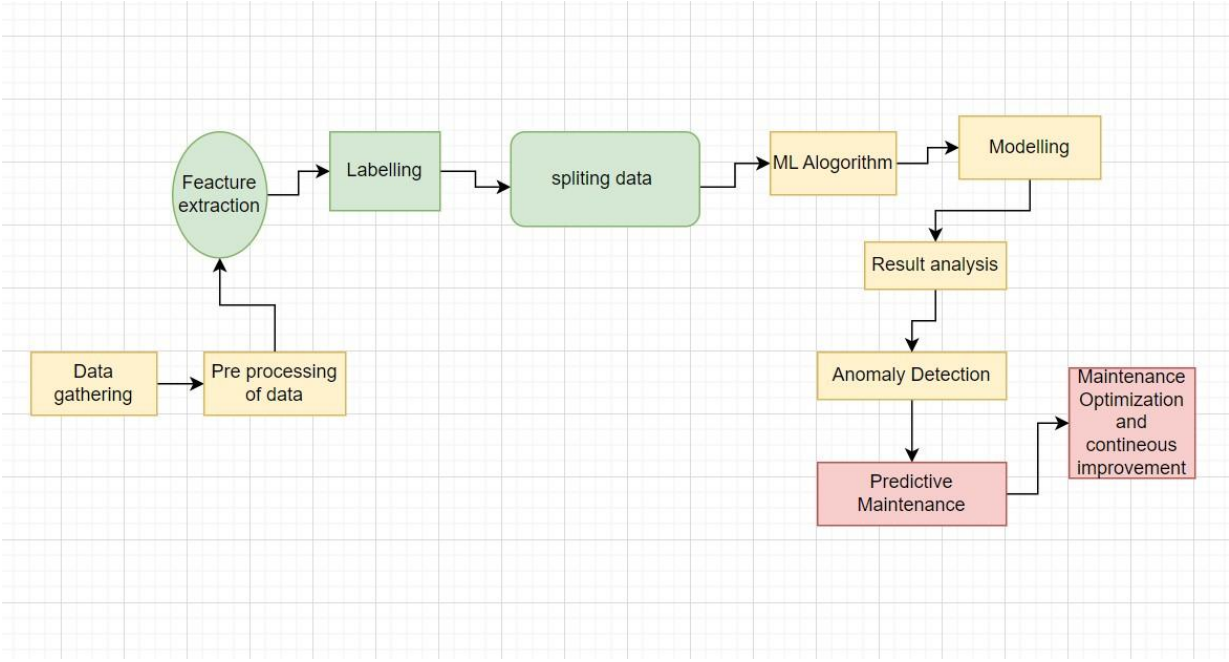 Data
gathering
Pre processing
of data
Feacture
extraction
Labelling
spliting data
ML Alogorithm
Modelling
Result analysis
Anomaly Detection
Predictive
Maintenance
Maintenance
Optimization
and
contineous
improvement